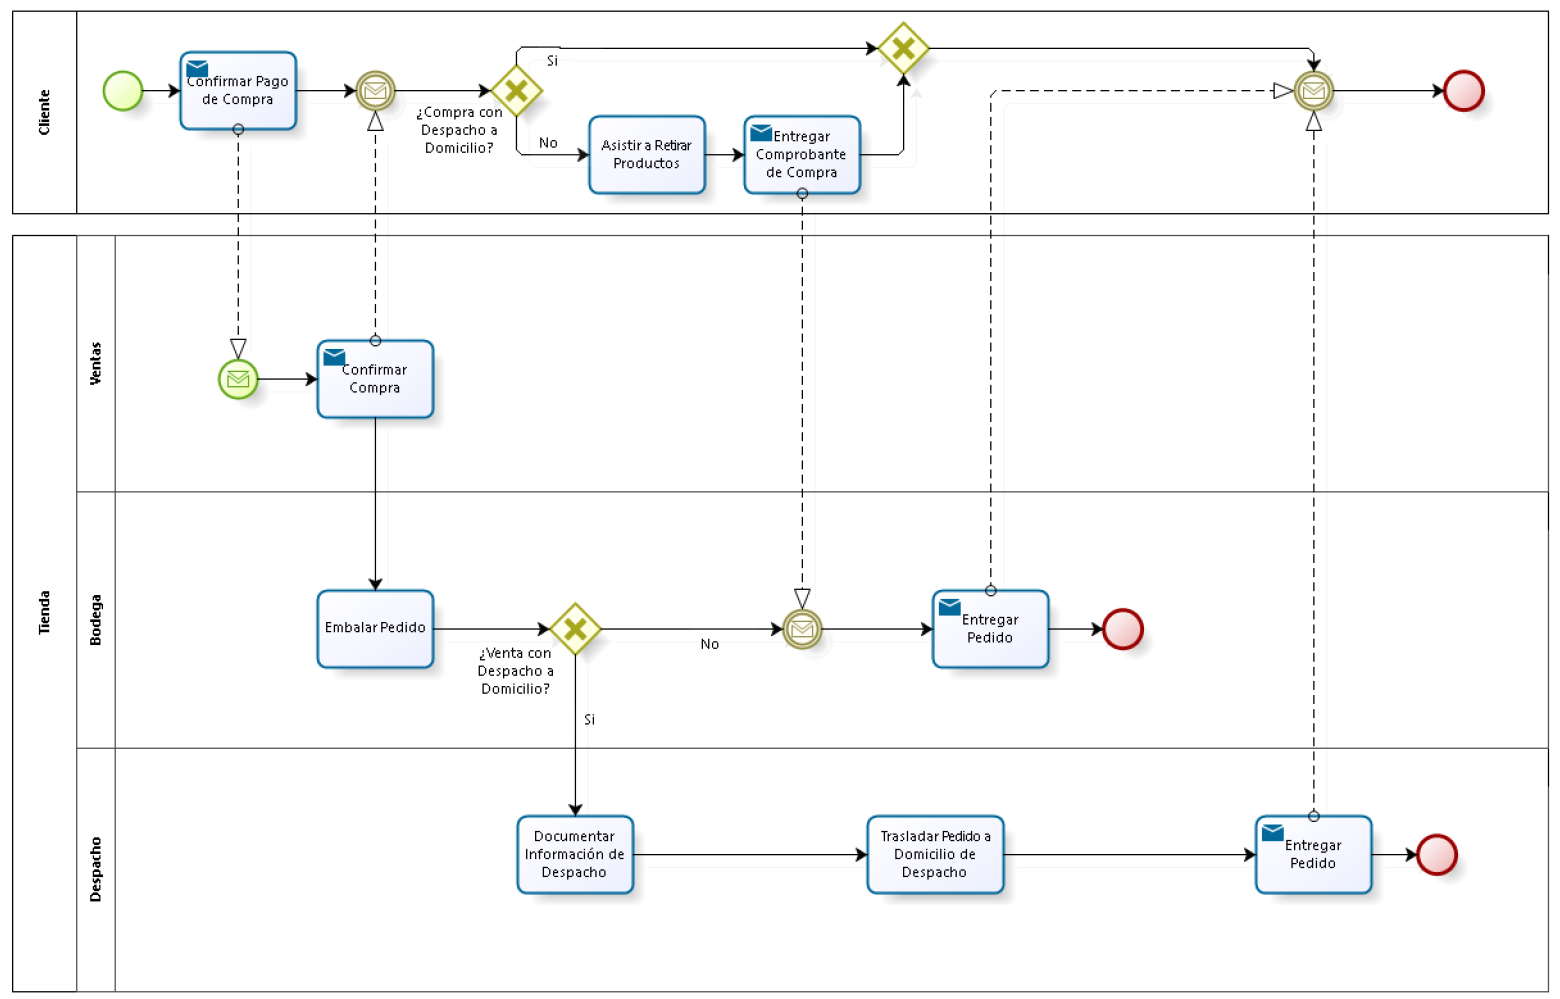 Cliente
Confirmar Pago
de Compra
¿Compra con
Despacho a
Domicilio?
Si
No
Asistir a Retirar
Productos
Entregar
Comprobante
de Compra
Tienda
Ventas
Confirmar
Compra
Bodega
Embalar Pedido
¿Venta con
Despacho a
Domicilio?
No
Si
Entregar
Pedido
Despacho
Documentar
Información de
Despacho
Trasladar Pedido a
Domicilio de
Despacho
Entregar
Pedido